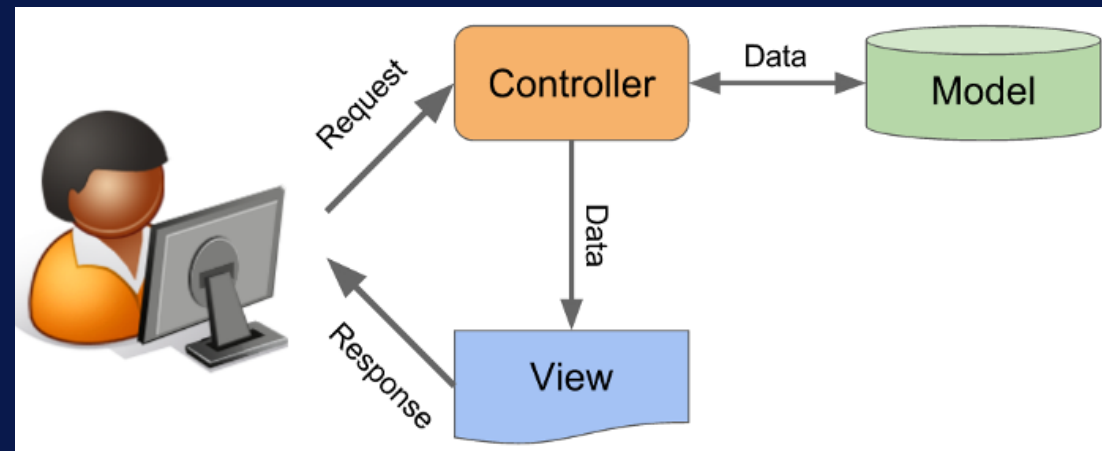 Request
Controller
Data
Model
Data
Response
View